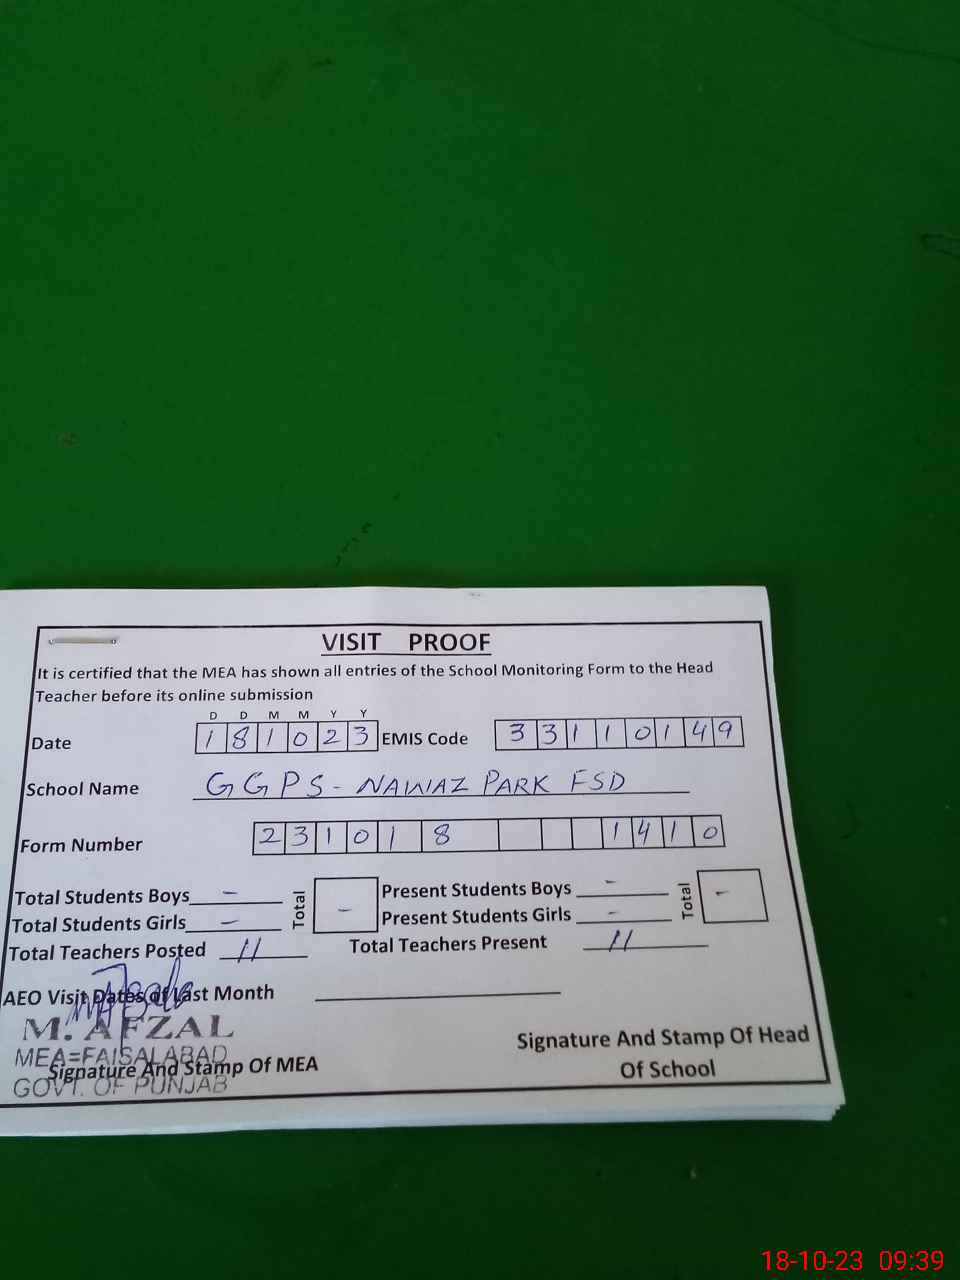 VISIT PROOF
It is certified that the MEA has shown all entries of the School Monitoring Form to the Head
Teacher before its online submission
D D M M Y Y
Date 1 8 1 0 2 3 EMIS Code 3 3 1 1 0 1 4 9
School Name GGPS - NAWAZ PARK FSD
Form Number 2 3 1 0 1 8 1 4 1 0
Total Students Boys - Total - Present Students Boys - Total -
Total Students Girls - Present Students Girls -
Total Teachers Posted 11 Total Teachers Present 11
AEO Visit Dates of Last Month
M. AFZAL
MEA=FAISALABAD
GOVT. OF PUNJAB
Signature And Stamp Of MEA
Signature And Stamp Of Head
Of School
18-10-23 09:39